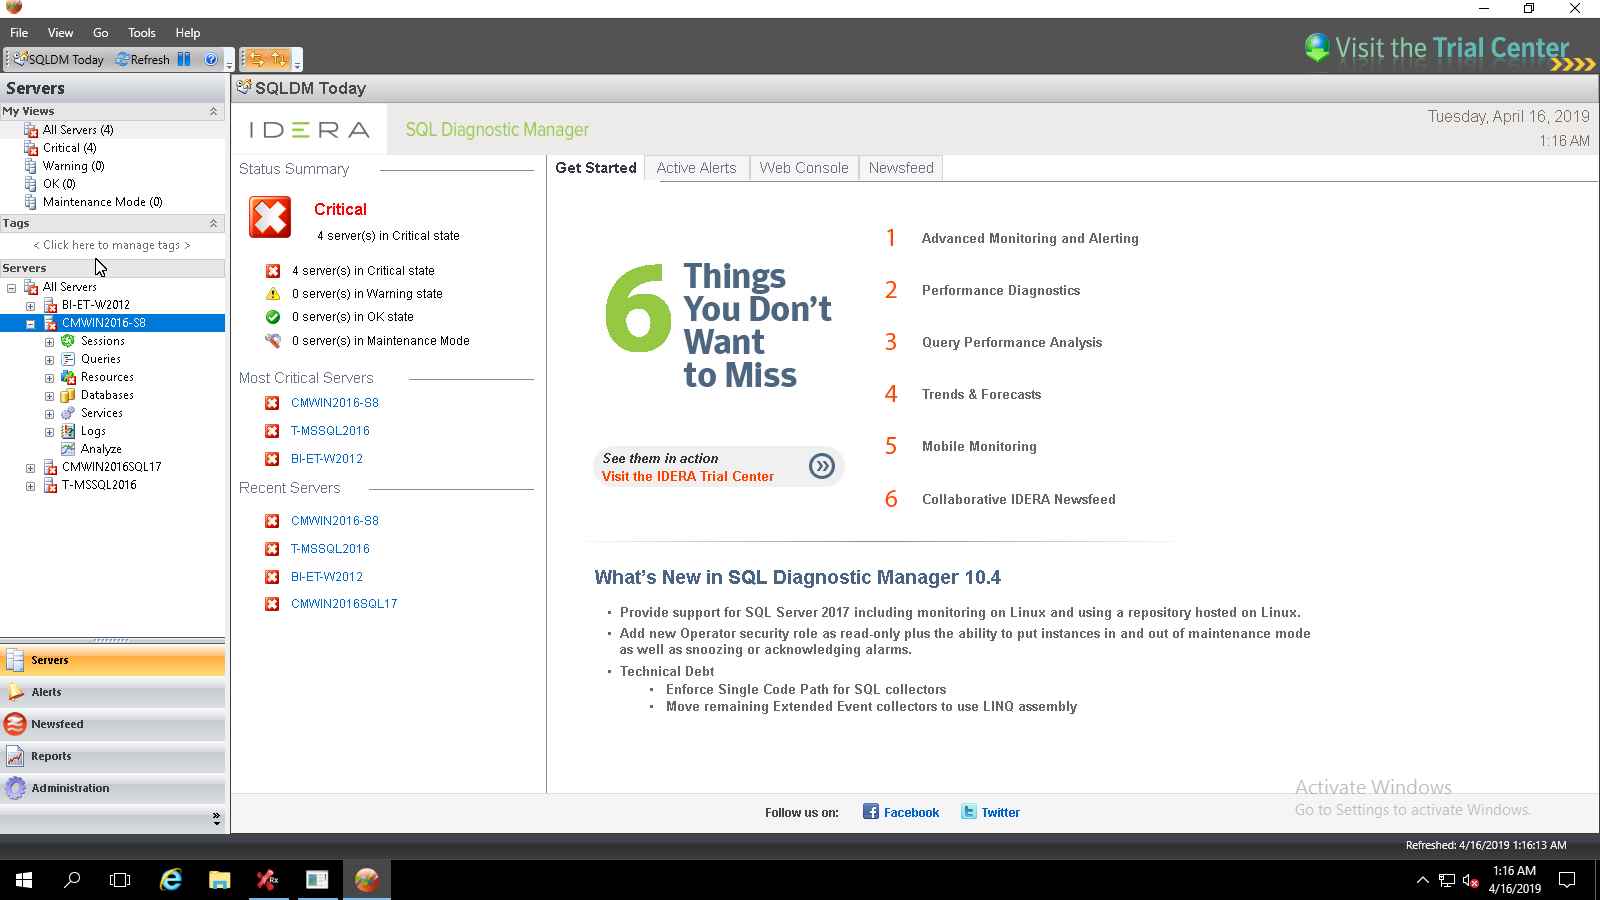 File View Go Tools Help
Visit the Trial Center
SQLDM Today Refresh
Servers
My Views
All Servers (4)
Critical (4)
Warning (0)
OK (0)
Maintenance Mode (0)
Tags
< Click here to manage tags >
Servers
All Servers
BI-ET-W2012
CMWIN2016-S8
Sessions
Queries
Resources
Databases
Services
Logs
Analyze
CMWIN2016SQL17
T-MSSQL2016
Servers
Alerts
Newsfeed
Reports
Administration
SQLDM Today
IDERA SQL Diagnostic Manager
Tuesday, April 16, 2019
1:16 AM
Status Summary
Critical
4 server(s) in Critical state
4 server(s) in Critical state
0 server(s) in Warning state
0 server(s) in OK state
0 server(s) in Maintenance Mode
Most Critical Servers
CMWIN2016-S8
T-MSSQL2016
BI-ET-W2012
Recent Servers
CMWIN2016-S8
T-MSSQL2016
BI-ET-W2012
CMWIN2016SQL17
Get Started Active Alerts Web Console Newsfeed
6 Things
You Don't
Want
to Miss
See them in action
Visit the IDERA Trial Center
1 Advanced Monitoring and Alerting
2 Performance Diagnostics
3 Query Performance Analysis
4 Trends & Forecasts
5 Mobile Monitoring
6 Collaborative IDERA Newsfeed
What's New in SQL Diagnostic Manager 10.4
• Provide support for SQL Server 2017 including monitoring on Linux and using a repository hosted on Linux.
• Add new Operator security role as read-only plus the ability to put instances in and out of maintenance mode
as well as snoozing or acknowledging alarms.
• Technical Debt
• Enforce Single Code Path for SQL collectors
• Move remaining Extended Event collectors to use LINQ assembly
Activate Windows
Go to Settings to activate Windows.
Follow us on: Facebook Twitter
Refreshed: 4/16/2019 1:16:13 AM
1:16 AM
4/16/2019